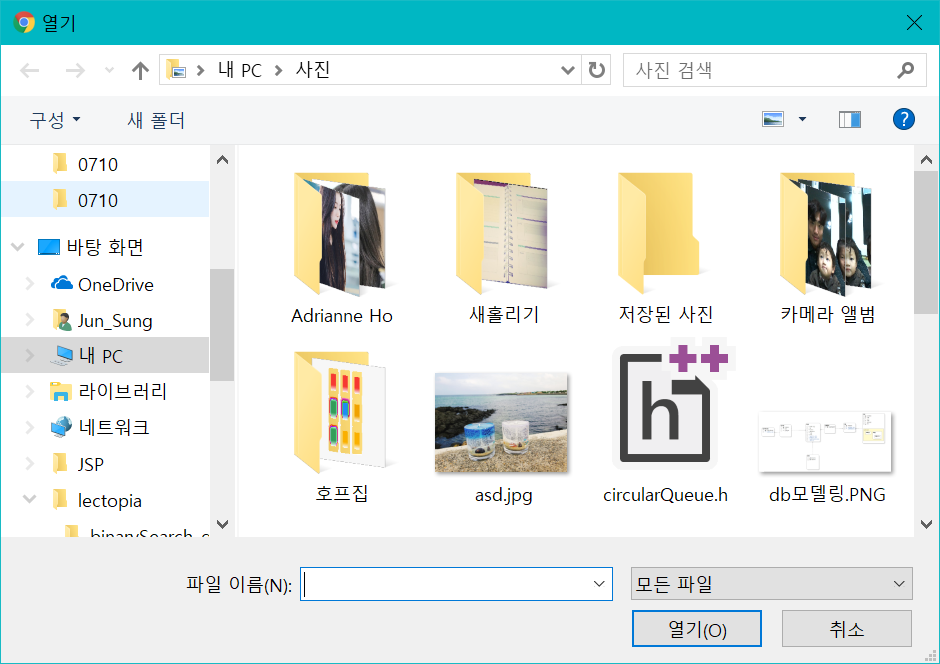 열기
내 PC
사진
사진 검색
구성
새 폴더
?
0710
0710
바탕 화면
OneDrive
Jun_Sung
내 PC
라이브러리
네트워크
JSP
lectopia
binarySearch_
Adrianne Ho
새홀리기
저장된 사진
카메라 앨범
호프집
asd.jpg
h++
circularQueue.h
db모델링.PNG
파일 이름(N):
모든 파일
열기(O)
취소